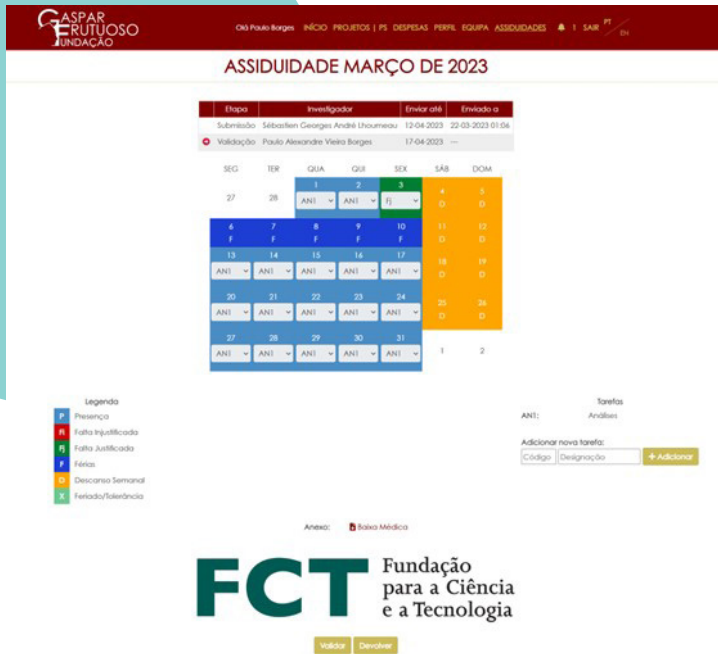 GASPAR
FRUTUOSO
FUNDAÇÃO
Olá Paulo Borges INÍCIO PROJETOS | PS DESPESAS PERFIL EQUIPA ASSIDUIDADES 1 SAIR PT EN
ASSIDUIDADE MARÇO DE 2023
Etapa Investigador Enviar até Enviado a
Submissão Sébastien Georges André Lhoumeau 12-04-2023 22-03-2023 01:06
Validação Paulo Alexandre Vieira Borges 17-04-2023 —
SEG TER QUA QUI SEX SÁB DOM
27 28 1 2 3 4 5
AN1 AN1 Fj D D
6 7 8 9 10 11 12
F F F F F D D
13 14 15 16 17 18 19
AN1 AN1 AN1 AN1 AN1 D D
20 21 22 23 24 25 26
AN1 AN1 AN1 AN1 AN1 D D
27 28 29 30 31 1 2
AN1 AN1 AN1 AN1 AN1
Legenda
P Presença
FI Falta Injustificada
Fj Falta Justificada
F Férias
D Descanso Semanal
X Feriado/Tolerância
Tarefas
AN1: Análises
Adicionar nova tarefa:
Código Designação + Adicionar
Anexo: Baixa Médica
FCT Fundação
para a Ciência
e a Tecnologia
Validar Devolver